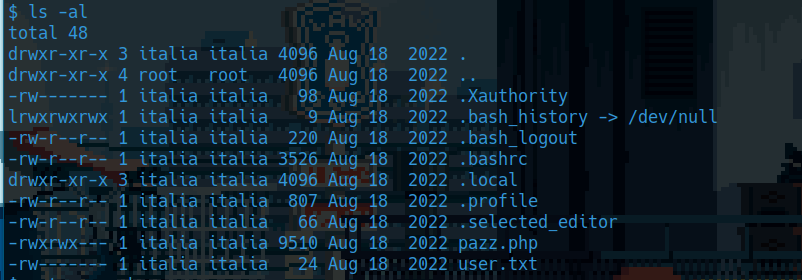 $ ls -al
total 48
drwxr-xr-x 3 italia italia 4096 Aug 18  2022 .
drwxr-xr-x 4 root   root   4096 Aug 18  2022 ..
-rw------- 1 italia italia   98 Aug 18  2022 .Xauthority
lrwxrwxrwx 1 italia italia    9 Aug 18  2022 .bash_history -> /dev/null
-rw-r--r-- 1 italia italia  220 Aug 18  2022 .bash_logout
-rw-r--r-- 1 italia italia 3526 Aug 18  2022 .bashrc
drwxr-xr-x 3 italia italia 4096 Aug 18  2022 .local
-rw-r--r-- 1 italia italia  807 Aug 18  2022 .profile
-rw-r--r-- 1 italia italia   66 Aug 18  2022 .selected_editor
-rwxrwx--- 1 italia italia 9510 Aug 18  2022 pazz.php
-rw------- 1 italia italia   24 Aug 18  2022 user.txt